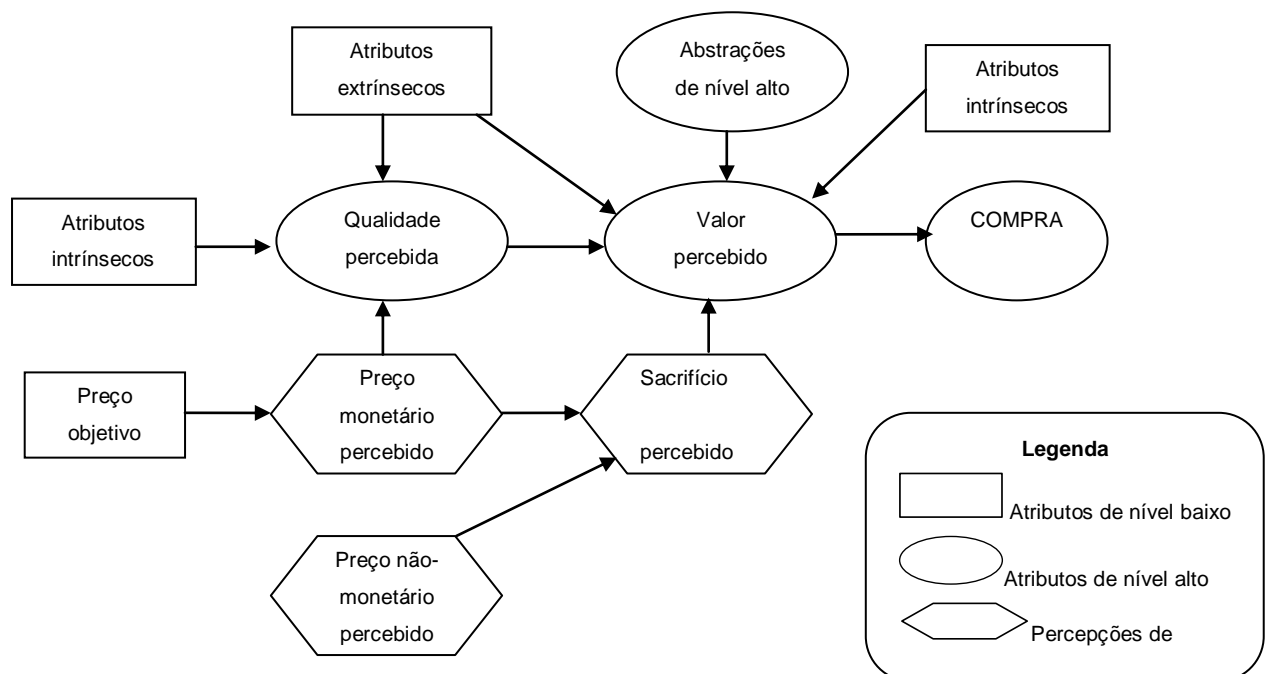 Atributos
extrínsecos
Abstrações
de nível alto
Atributos
intrínsecos
Atributos
intrínsecos
Qualidade
percebida
Valor
percebido
COMPRA
Preço
objetivo
Preço
monetário
percebido
Sacrifício
percebido
Preço não-
monetário
percebido
Legenda
Atributos de nível baixo
Atributos de nível alto
Percepções de